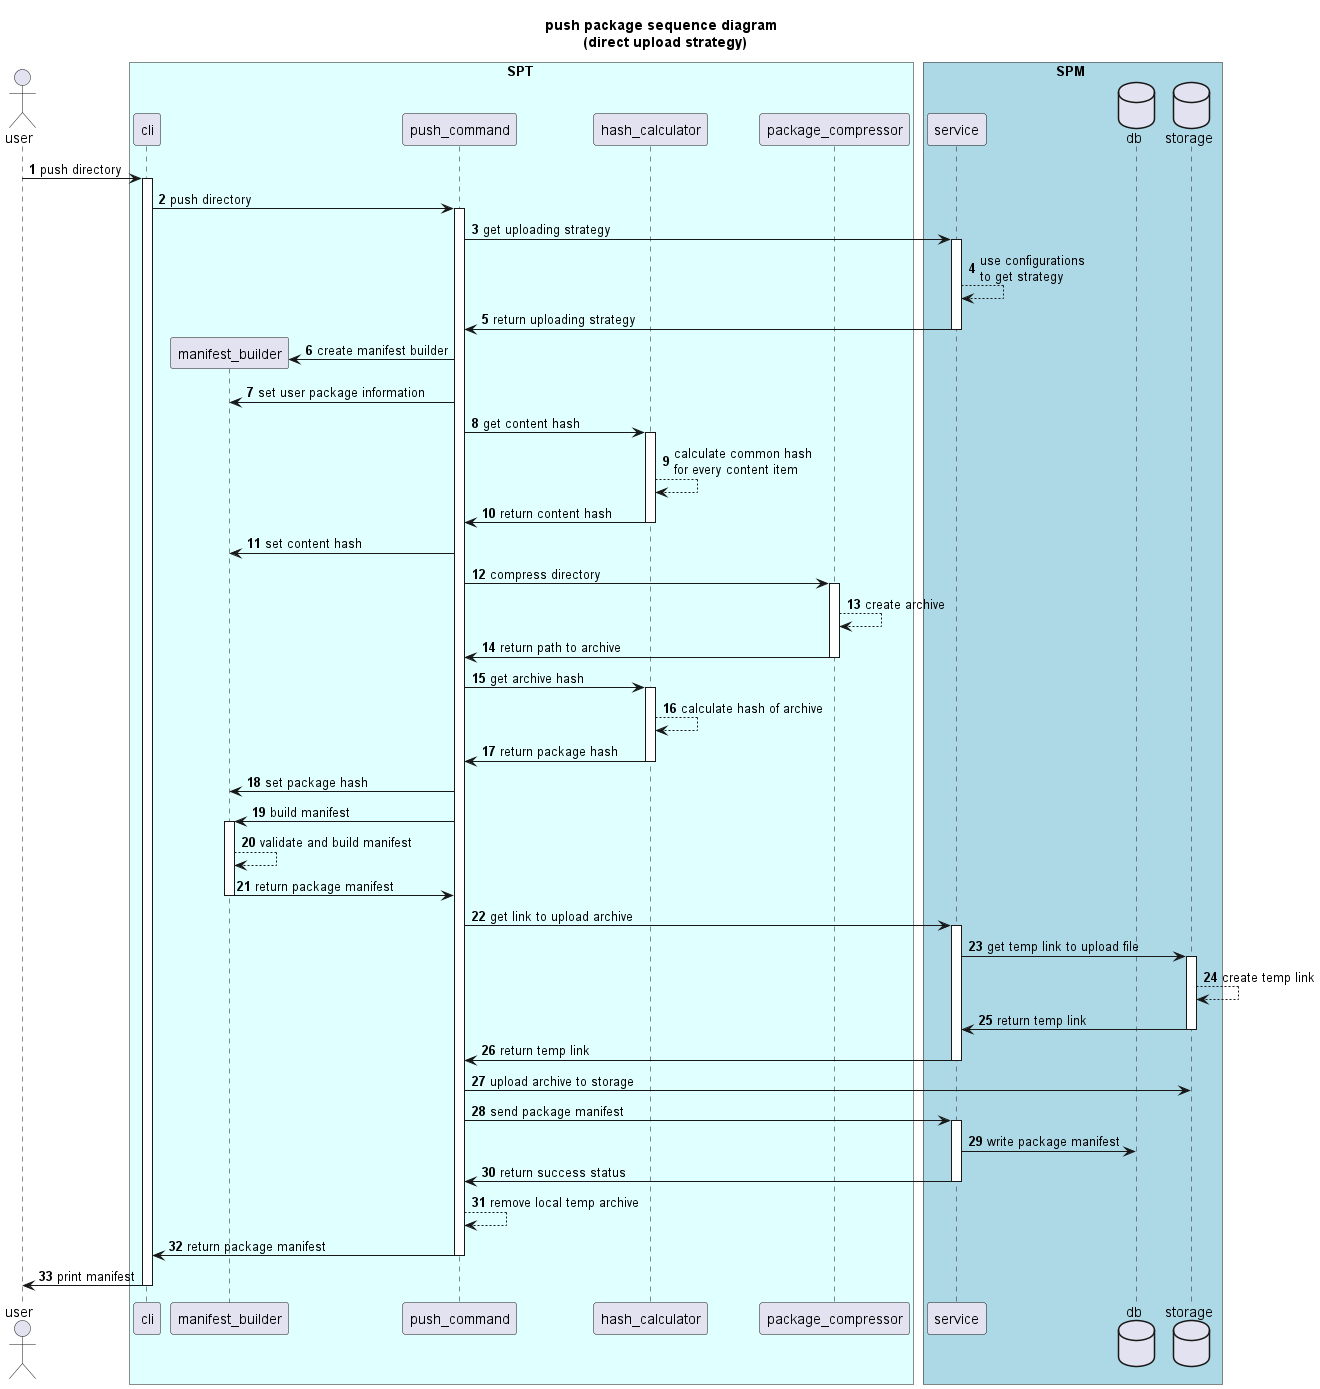 push package sequence diagram
(direct upload strategy)
SPT
SPM
user
cli
push_command
hash_calculator
package_compressor
service
db
storage
1 push directory
2 push directory
3 get uploading strategy
4 use configurations
to get strategy
5 return uploading strategy
manifest_builder
6 create manifest builder
7 set user package information
8 get content hash
9 calculate common hash
for every content item
10 return content hash
11 set content hash
12 compress directory
13 create archive
14 return path to archive
15 get archive hash
16 calculate hash of archive
17 return package hash
18 set package hash
19 build manifest
20 validate and build manifest
21 return package manifest
22 get link to upload archive
23 get temp link to upload file
24 create temp link
25 return temp link
26 return temp link
27 upload archive to storage
28 send package manifest
29 write package manifest
30 return success status
31 remove local temp archive
32 return package manifest
33 print manifest
user
cli
manifest_builder
push_command
hash_calculator
package_compressor
service
db
storage